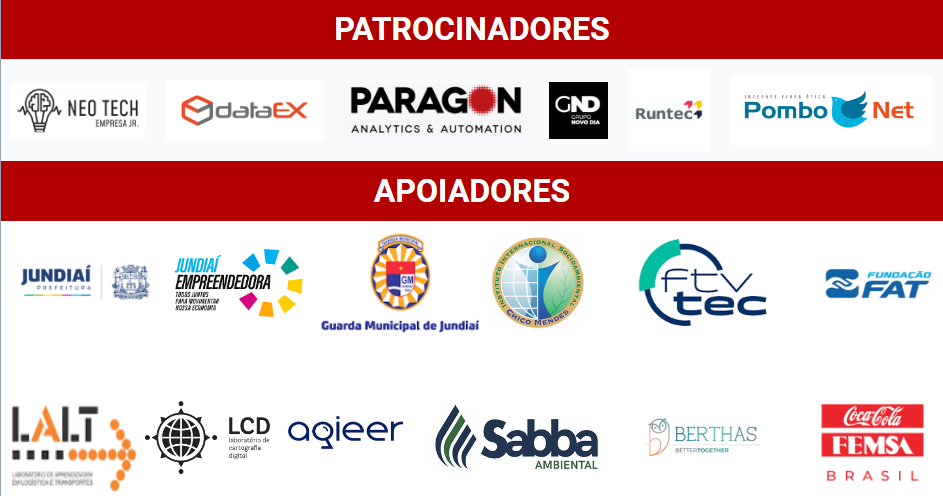 PATROCINADORES
NEO TECH
EMPRESA JR.
dataEX
PARAGON
ANALYTICS & AUTOMATION
GND
GRUPO
NOVO DIA
Runtec
INTERNET FIBRA ÓTICA
Pombo Net
APOIADORES
JUNDIAÍ
PREFEITURA
JUNDIAÍ
EMPREENDEDORA
TODOS JUNTOS
PARA MOVIMENTAR
NOSSA ECONOMIA
GUARDA MUNICIPAL
GM
Guarda Municipal de Jundiaí
INSTITUTO INTERNACIONAL SOCIOAMBIENTAL
CHICO MENDES
ftv
tec
FUNDAÇÃO
FAT
LALT
LABORATÓRIO DE APRENDIZAGEM
EM LOGÍSTICA E TRANSPORTES
LCD
laboratório de
cartografia
digital
aqieer
Sabba
AMBIENTAL
BERTHAS
BETTERTOGETHER
Coca-Cola
FEMSA
BRASIL